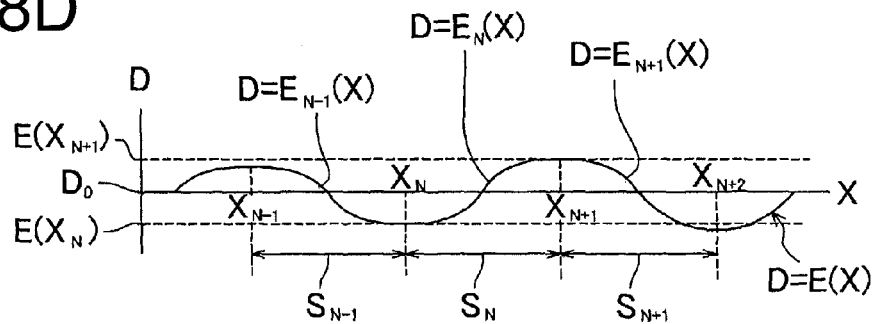 8D
D=E_N(X)
D=E_{N+1}(X)
D
D=E_{N-1}(X)
E(X_{N+1})
D_0
X_N
X_{N+2}
X
X_{N-1}
X_{N+1}
E(X_N)
D=E(X)
S_{N-1}
S_N
S_{N+1}